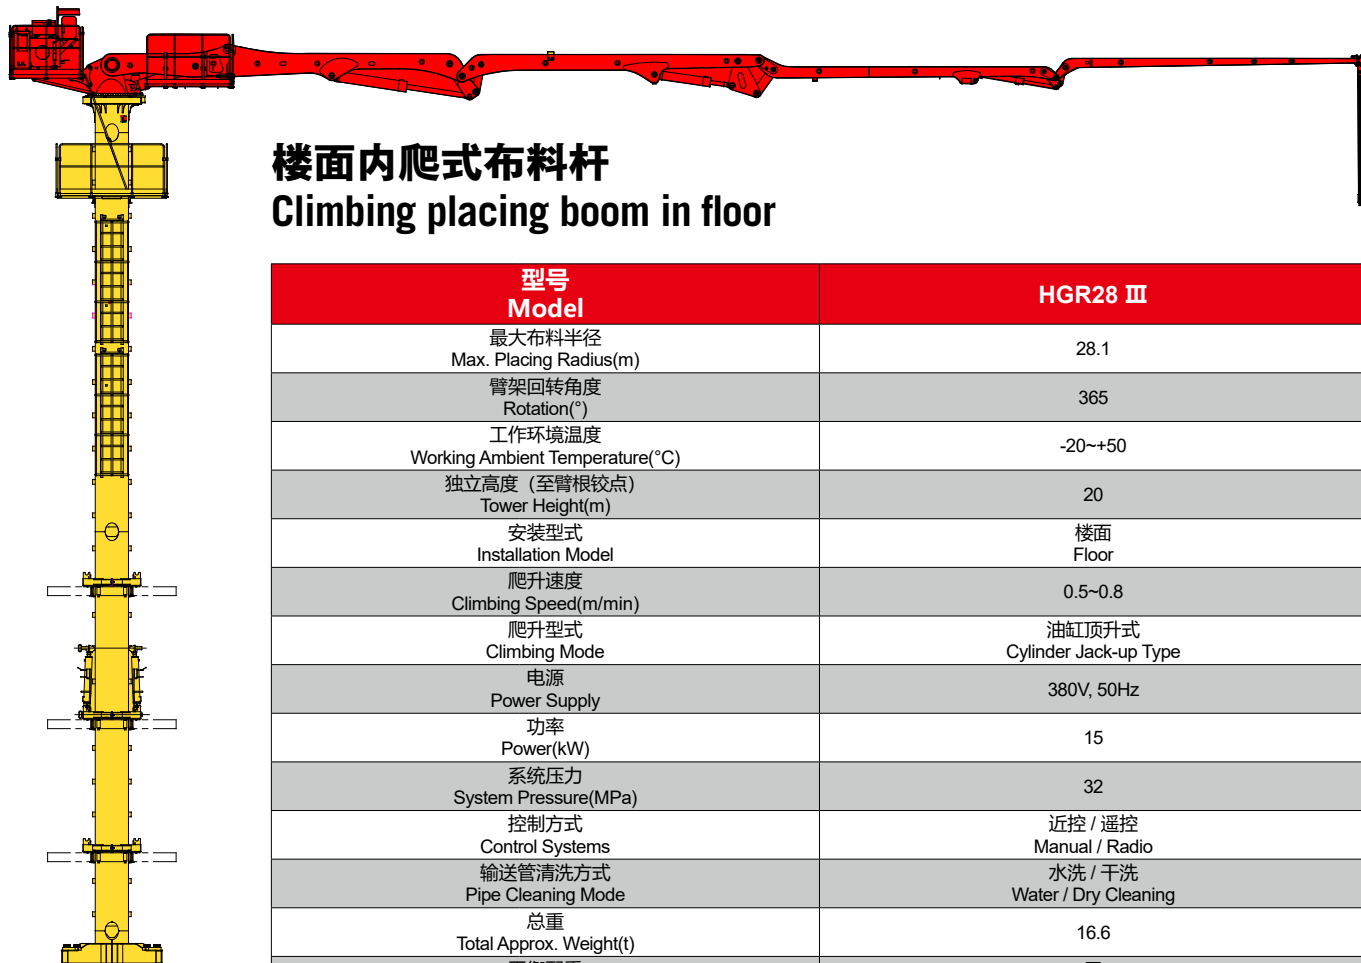 楼面内爬式布料杆
Climbing placing boom in floor
型号
Model
HGR28 Ⅲ
最大布料半径
Max. Placing Radius(m)
28.1
臂架回转角度
Rotation(°)
365
工作环境温度
Working Ambient Temperature(°C)
-20~+50
独立高度（至臂根铰点）
Tower Height(m)
20
安装型式
Installation Model
楼面
Floor
爬升速度
Climbing Speed(m/min)
0.5~0.8
爬升型式
Climbing Mode
油缸顶升式
Cylinder Jack-up Type
电源
Power Supply
380V, 50Hz
功率
Power(kW)
15
系统压力
System Pressure(MPa)
32
控制方式
Control Systems
近控 / 遥控
Manual / Radio
输送管清洗方式
Pipe Cleaning Mode
水洗 / 干洗
Water / Dry Cleaning
总重
Total Approx. Weight(t)
16.6